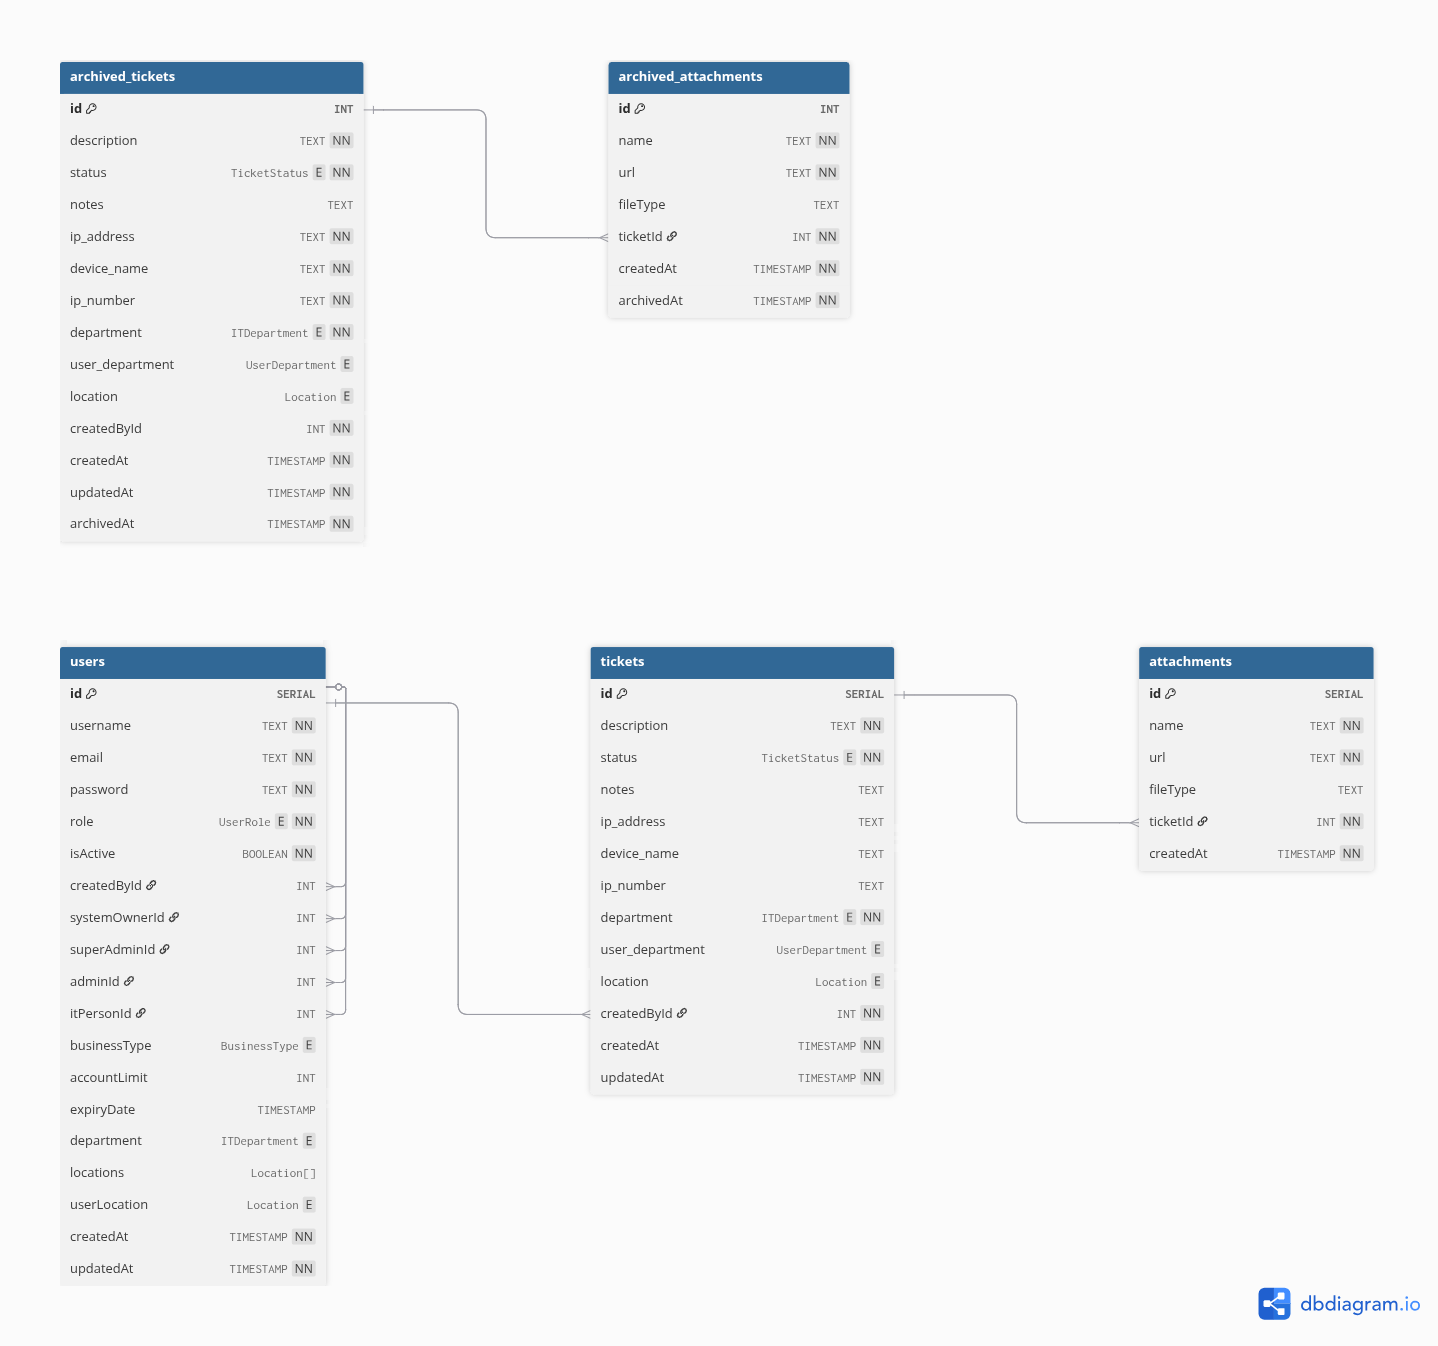 archived_tickets
id INT
description TEXT NN
status TicketStatus E NN
notes TEXT
ip_address TEXT NN
device_name TEXT NN
ip_number TEXT NN
department ITDepartment E NN
user_department UserDepartment E
location Location E
createdById INT NN
createdAt TIMESTAMP NN
updatedAt TIMESTAMP NN
archivedAt TIMESTAMP NN
archived_attachments
id INT
name TEXT NN
url TEXT NN
fileType TEXT
ticketId INT NN
createdAt TIMESTAMP NN
archivedAt TIMESTAMP NN
users
id SERIAL
username TEXT NN
email TEXT NN
password TEXT NN
role UserRole E NN
isActive BOOLEAN NN
createdById INT
systemOwnerId INT
superAdminId INT
adminId INT
itPersonId INT
businessType BusinessType E
accountLimit INT
expiryDate TIMESTAMP
department ITDepartment E
locations Location[]
userLocation Location E
createdAt TIMESTAMP NN
updatedAt TIMESTAMP NN
tickets
id SERIAL
description TEXT NN
status TicketStatus E NN
notes TEXT
ip_address TEXT
device_name TEXT
ip_number TEXT
department ITDepartment E NN
user_department UserDepartment E
location Location E
createdById INT NN
createdAt TIMESTAMP NN
updatedAt TIMESTAMP NN
attachments
id SERIAL
name TEXT NN
url TEXT NN
fileType TEXT
ticketId INT NN
createdAt TIMESTAMP NN
dbdiagram.io